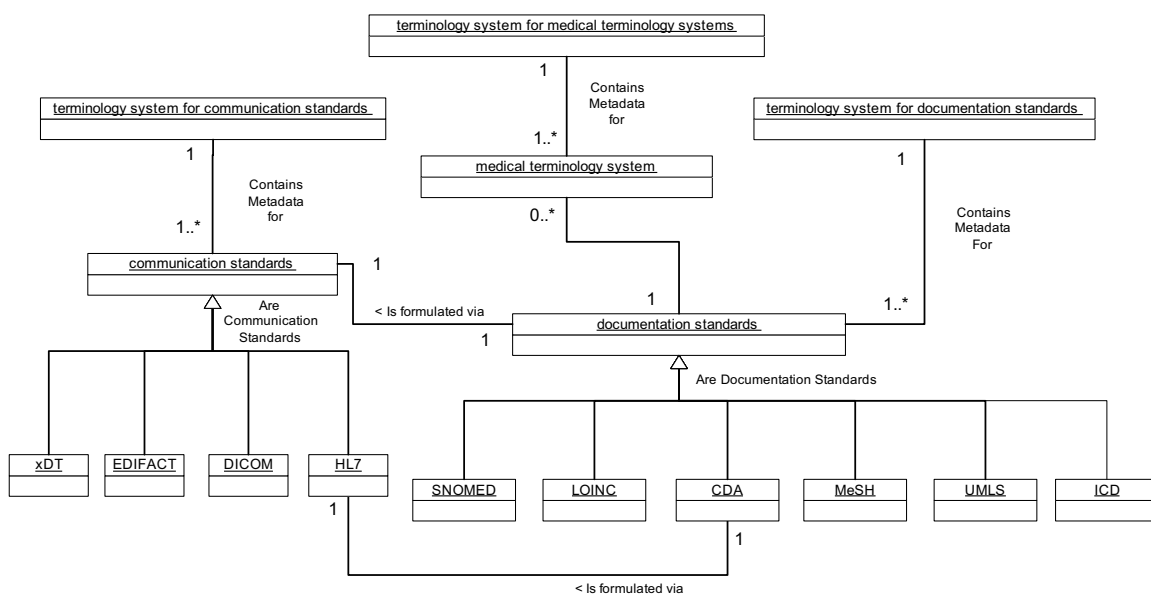 terminology system for medical terminology systems
1
Contains
Metadata
for
1..*
terminology system for communication standards
1
Contains
Metadata
for
1..*
terminology system for documentation standards
1
Contains
Metadata
For
1..*
medical terminology system
0..*
1
communication standards
1
< Is formulated via
1
documentation standards
Are
Communication
Standards
Are Documentation Standards
xDT
EDIFACT
DICOM
HL7
1
SNOMED
LOINC
CDA
MeSH
UMLS
ICD
1
< Is formulated via